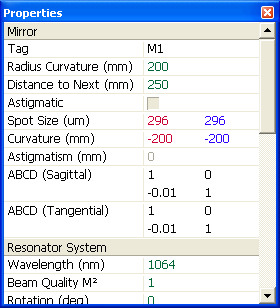 Properties
Mirror
Tag M1
Radius Curvature (mm) 200
Distance to Next (mm) 250
Astigmatic
Spot Size (um) 296 296
Curvature (mm) -200 -200
Astigmatism (mm) 0
ABCD (Sagittal) 1 0
-0.01 1
ABCD (Tangential) 1 0
-0.01 1
Resonator System
Wavelength (nm) 1064
Beam Quality M² 1
Rotation (deg) 0